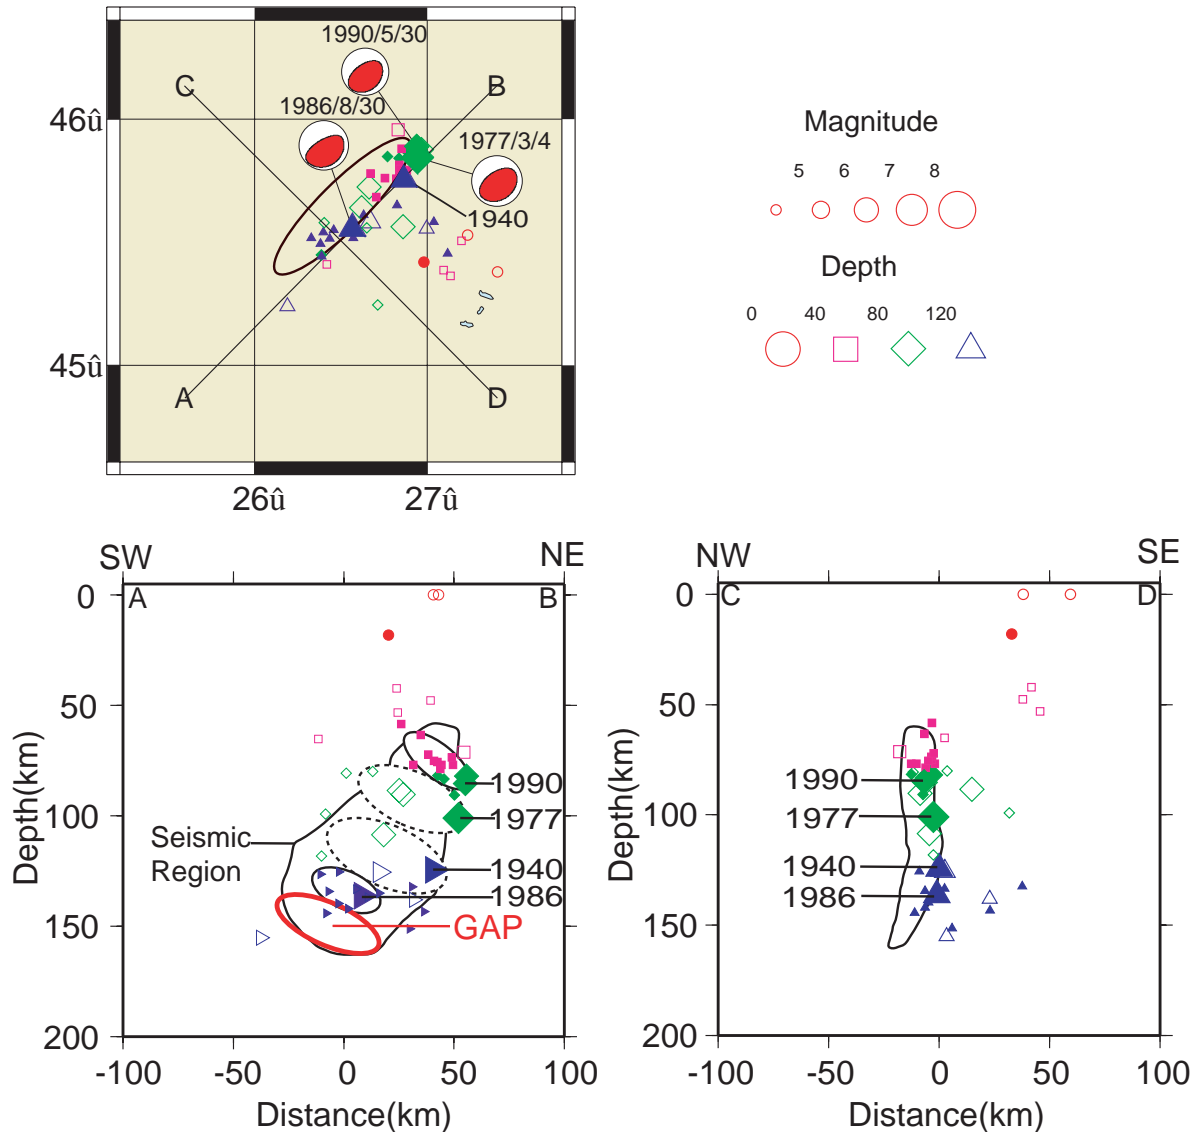 1990/5/30
C
B
1986/8/30
46û
1977/3/4
1940
45û
A
D
26û
27û
Magnitude
5 6 7 8
Depth
0 40 80 120
SW
NE
A
B
0
50
100
150
200
Depth(km)
1990
1977
1940
1986
Seismic
Region
GAP
-100 -50 0 50 100
Distance(km)
NW
SE
C
D
0
50
100
150
200
Depth(km)
1990
1977
1940
1986
-100 -50 0 50 100
Distance(km)